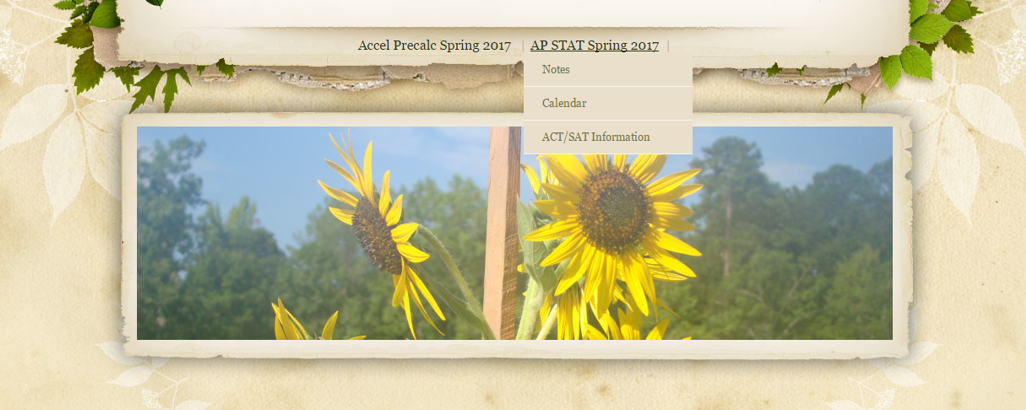 Accel Precalc Spring 2017 | AP STAT Spring 2017 |
Notes
Calendar
ACT/SAT Information